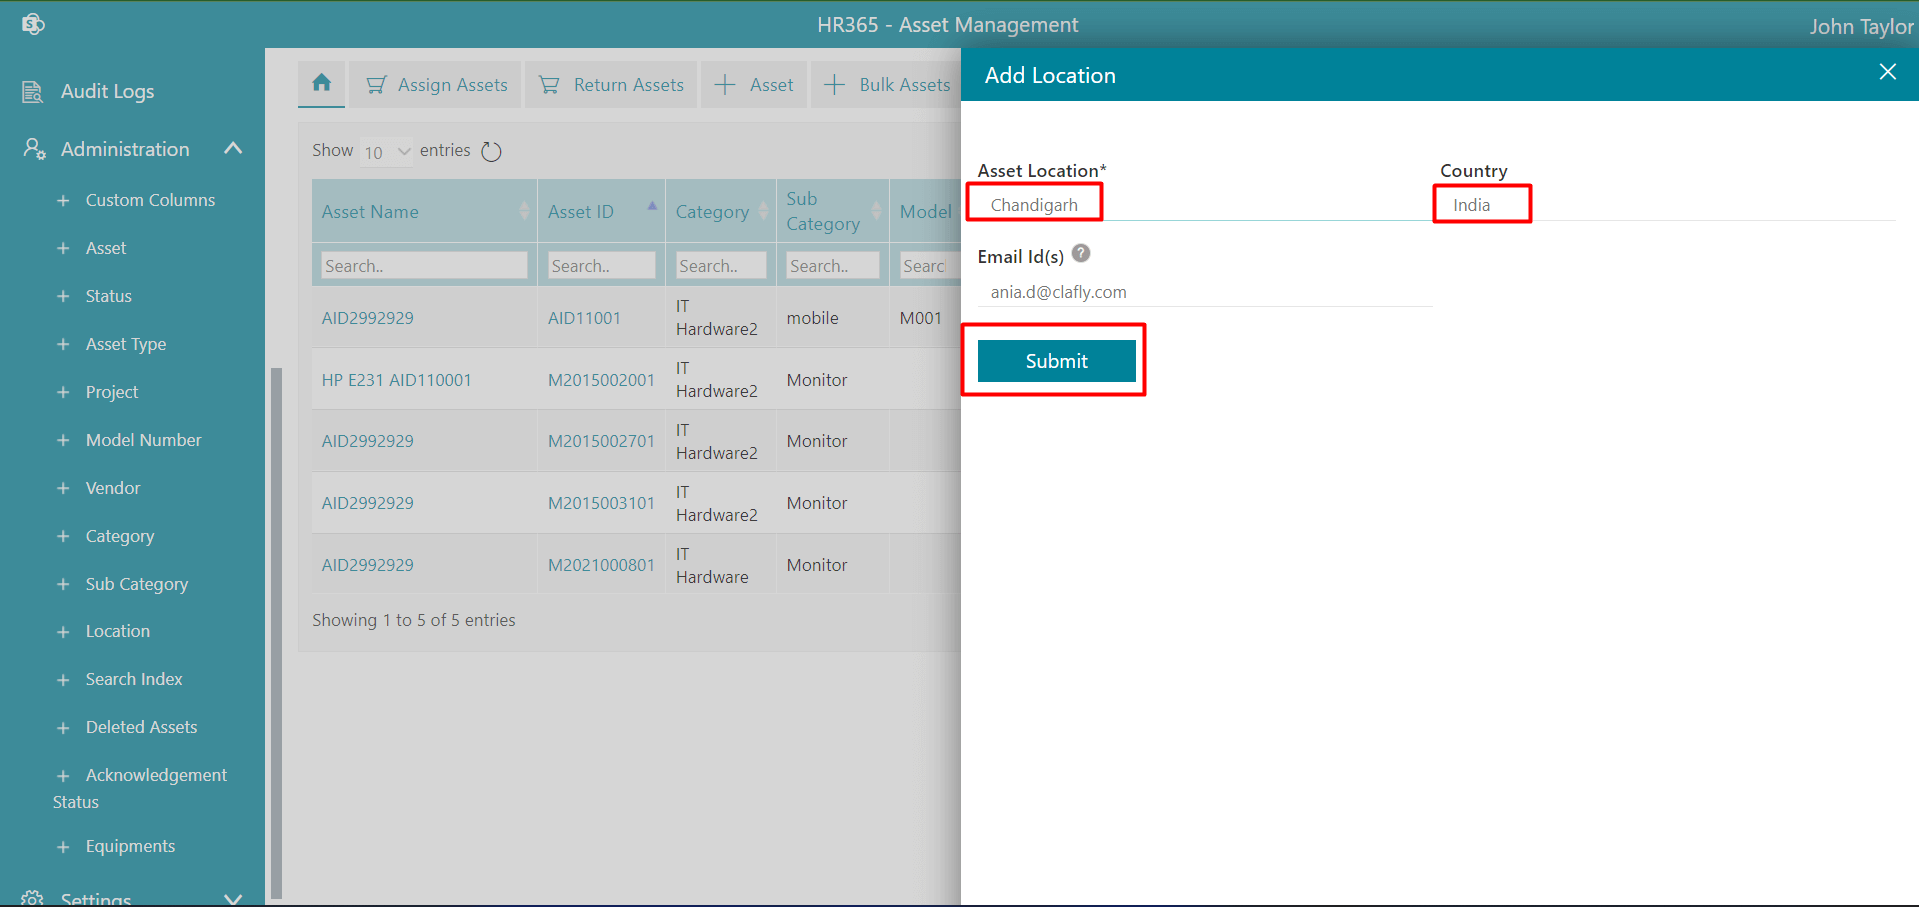 HR365 - Asset Management
John Taylor
Audit Logs
Administration
+ Custom Columns
+ Asset
+ Status
+ Asset Type
+ Project
+ Model Number
+ Vendor
+ Category
+ Sub Category
+ Location
+ Search Index
+ Deleted Assets
+ Acknowledgement
Status
+ Equipments
Settings
Assign Assets
Return Assets
+ Asset
+ Bulk Assets
Show 10 entries
Asset Name
Asset ID
Category
Sub
Category
Model
Search..
Search..
Search..
Search..
Searc
AID2992929
AID11001
IT
Hardware2
mobile
M001
HP E231 AID110001
M2015002001
IT
Hardware2
Monitor
AID2992929
M2015002701
IT
Hardware2
Monitor
AID2992929
M2015003101
IT
Hardware2
Monitor
AID2992929
M2021000801
IT
Hardware
Monitor
Showing 1 to 5 of 5 entries
Add Location
Asset Location*
Country
Chandigarh
India
Email Id(s) ?
ania.d@clafly.com
Submit